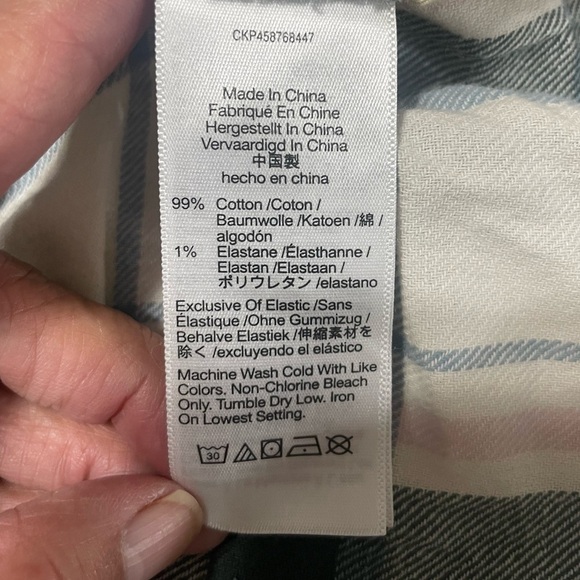 CKP458768447
Made In China
Fabriqué En Chine
Hergestellt In China
Vervaardigd In China
中国製
hecho en china
99% Cotton /Coton /
Baumwolle /Katoen /綿 /
algodón
1% Elastane /Élasthanne /
Elastan /Elastaan /
ポリウレタン /elastano
Exclusive Of Elastic /Sans
Élastique /Ohne Gummizug /
Behalve Elastiek /伸縮素材を
除く /excluyendo el elástico
Machine Wash Cold With Like
Colors. Non-Chlorine Bleach
Only. Tumble Dry Low. Iron
On Lowest Setting.
30